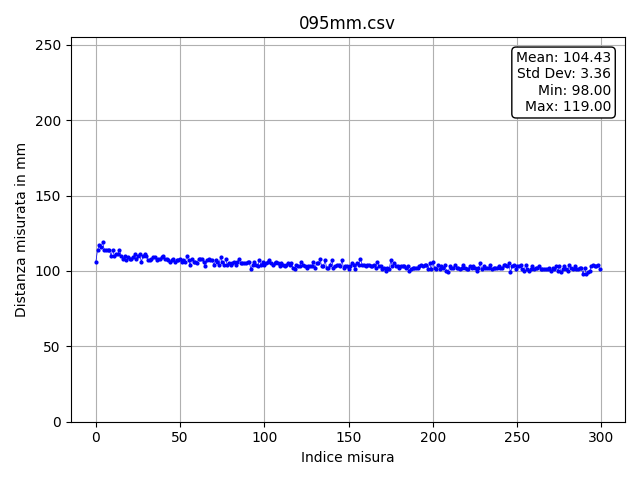 095mm.csv
Mean: 104.43
Std Dev: 3.36
Min: 98.00
Max: 119.00
Distanza misurata in mm
250
200
150
100
50
0
0 50 100 150 200 250 300
Indice misura